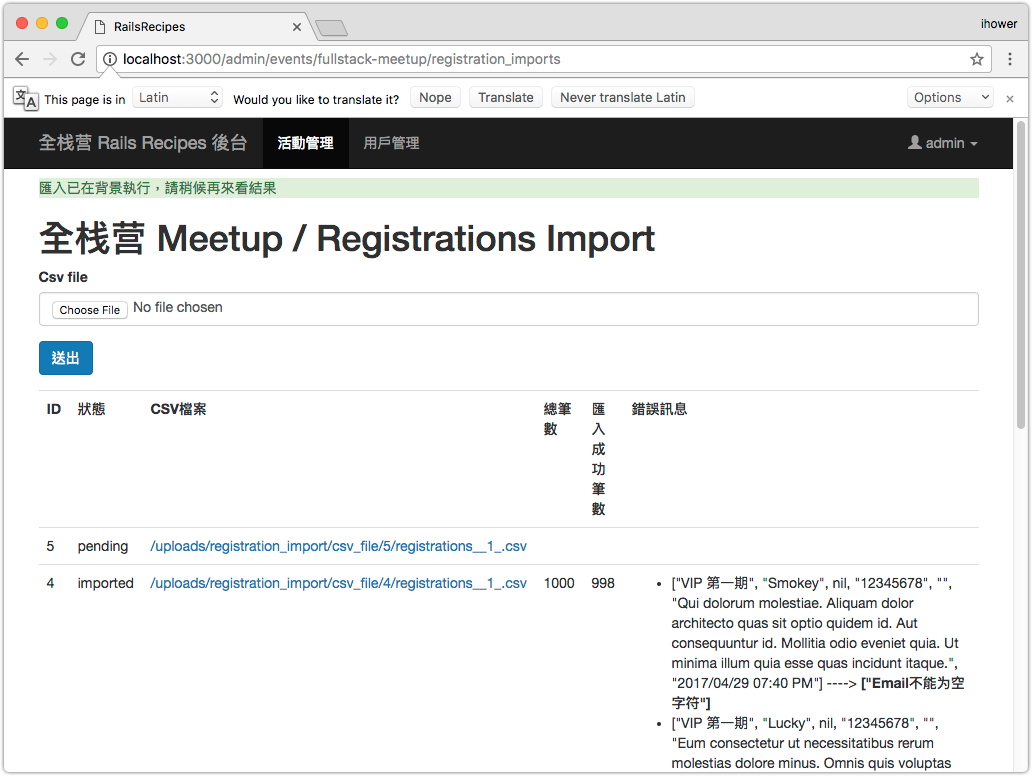 RailsRecipes
ihower
localhost:3000/admin/events/fullstack-meetup/registration_imports
This page is in Latin Would you like to translate it? Nope Translate Never translate Latin Options
全栈营 Rails Recipes 後台 活動管理 用戶管理 admin
匯入已在背景執行，請稍候再來看結果
全栈营 Meetup / Registrations Import
Csv file
Choose File No file chosen
送出
ID 狀態 CSV檔案 總筆數 匯入成功筆數 錯誤訊息
5 pending /uploads/registration_import/csv_file/5/registrations__1_.csv
4 imported /uploads/registration_import/csv_file/4/registrations__1_.csv 1000 998
["VIP 第一期", "Smokey", nil, "12345678", "",
"Qui dolorum molestiae. Aliquam dolor
architecto quas sit optio quidem id. Aut
consequuntur id. Mollitia odio eveniet quia. Ut
minima illum quia esse quas incidunt itaque.",
"2017/04/29 07:40 PM"] ----> ["Email不能为空
字符"]
["VIP 第一期", "Lucky", nil, "12345678", "",
"Eum consectetur ut necessitatibus rerum
molestias dolore minus. Omnis quis voluptas